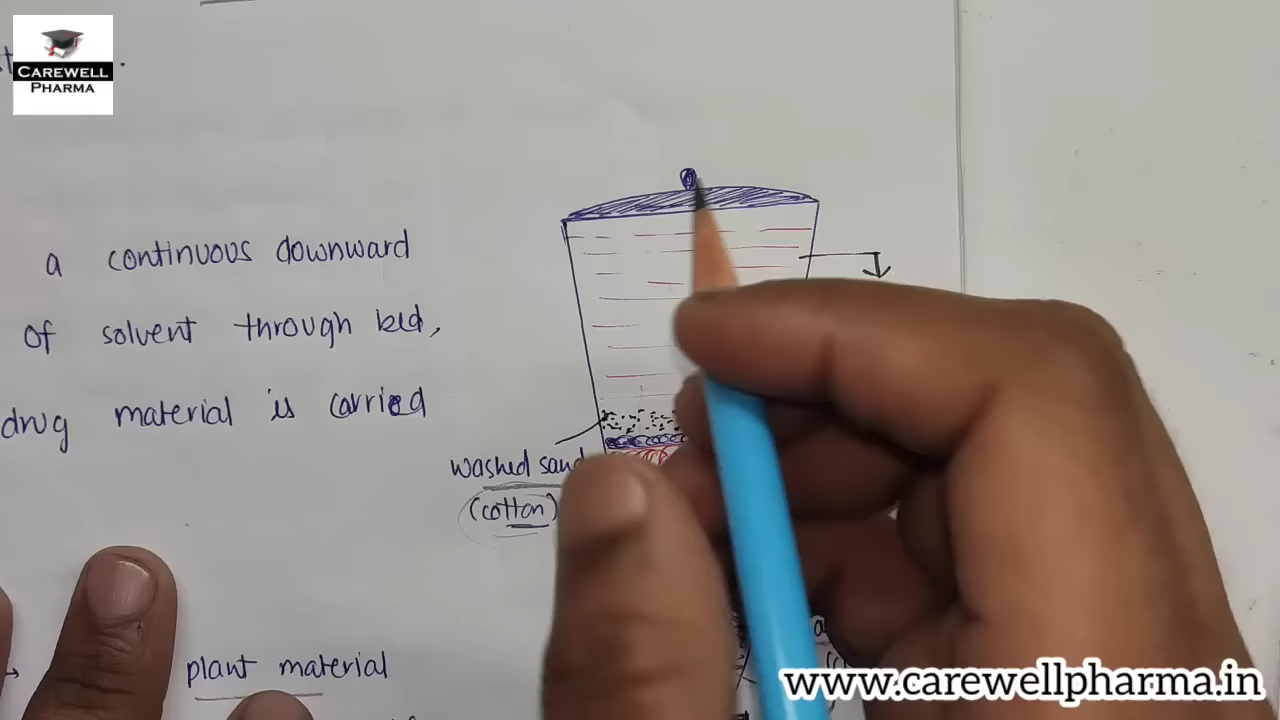 CAREWELL
PHARMA
a continuous downward
of solvent through bed,
drug material is carried
washed sand
(cotton)
plant material
www.carewellpharma.in